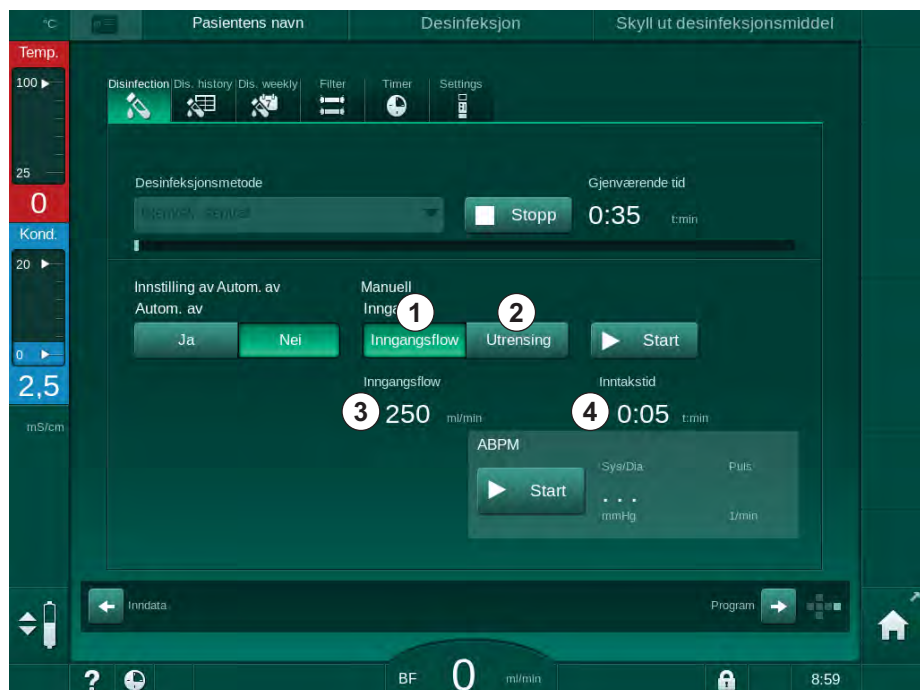 °C Pasientens navn Desinfeksjon Skyll ut desinfeksjonsmiddel
Temp.
100
25
0
Kond.
20
0
2,5
mS/cm
Disinfection Dis. history Dis. weekly Filter Timer Settings
Desinfeksjonsmetode
Stopp
Gjenværende tid
0:35 t:min
Innstilling av Autom. av
Autom. av
Ja Nei
Manuell
Innga
1 2
Inngangsflow Utrensing Start
Inngangsflow
3 250 ml/min
Inntakstid
4 0:05 t:min
ABPM
Start
Sys/Dia Puls
. . .
mmHg 1/min
Inndata Program
? BF 0 ml/min 8:59